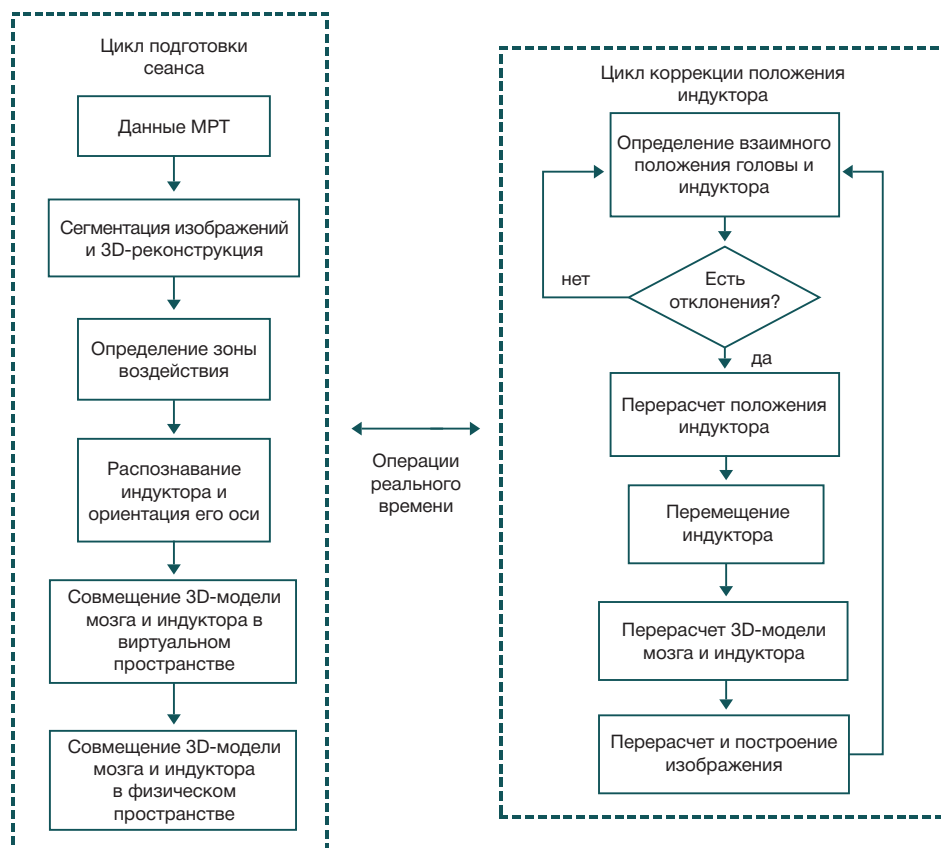 Цикл подготовки
сеанса
Данные МРТ
Сегментация изображений
и 3D-реконструкция
Определение зоны
воздействия
Распознавание
индуктора и
ориентация его оси
Совмещение 3D-модели
мозга и индуктора в
виртуальном
пространстве
Совмещение 3D-модели
мозга и индуктора
в физическом
пространстве
Операции
реального
времени
Цикл коррекции положения
индуктора
Определение взаимного
положения головы и
индуктора
нет
Есть
отклонения?
да
Перерасчет положения
индуктора
Перемещение
индуктора
Перерасчет 3D-модели
мозга и индуктора
Перерасчет и построение
изображения